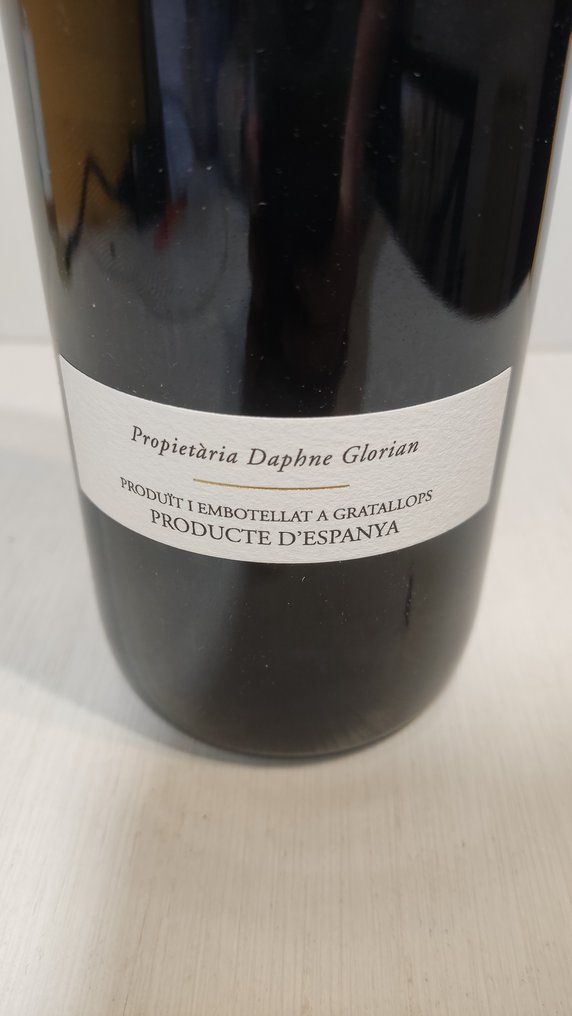 Propietària Daphne Glorian
PRODUÏT I EMBOTELLAT A GRATALLOPS
PRODUCTE D'ESPANYA